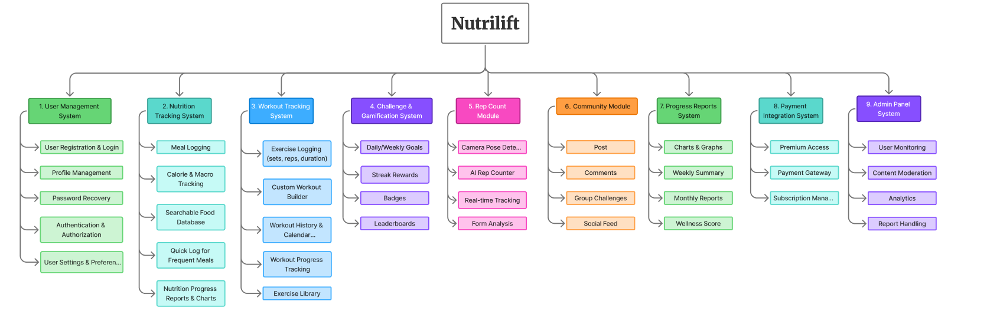 Nutrilift
1. User Management
System
User Registration & Login
Profile Management
Password Recovery
Authentication &
Authorization
User Settings & Preferen...
2. Nutrition
Tracking System
Meal Logging
Calorie & Macro
Tracking
Searchable Food
Database
Quick Log for
Frequent Meals
Nutrition Progress
Reports & Charts
3. Workout Tracking
System
Exercise Logging
(sets, reps, duration)
Custom Workout
Builder
Workout History &
Calendar...
Workout Progress
Tracking
Exercise Library
4. Challenge &
Gamification System
Daily/Weekly Goals
Streak Rewards
Badges
Leaderboards
5. Rep Count
Module
Camera Pose Dete...
AI Rep Counter
Real-time Tracking
Form Analysis
6. Community Module
Post
Comments
Group Challenges
Social Feed
7. Progress Reports
System
Charts & Graphs
Weekly Summary
Monthly Reports
Wellness Score
8. Payment
Integration System
Premium Access
Payment Gateway
Subscription Mana...
9. Admin Panel
System
User Monitoring
Content Moderation
Analytics
Report Handling